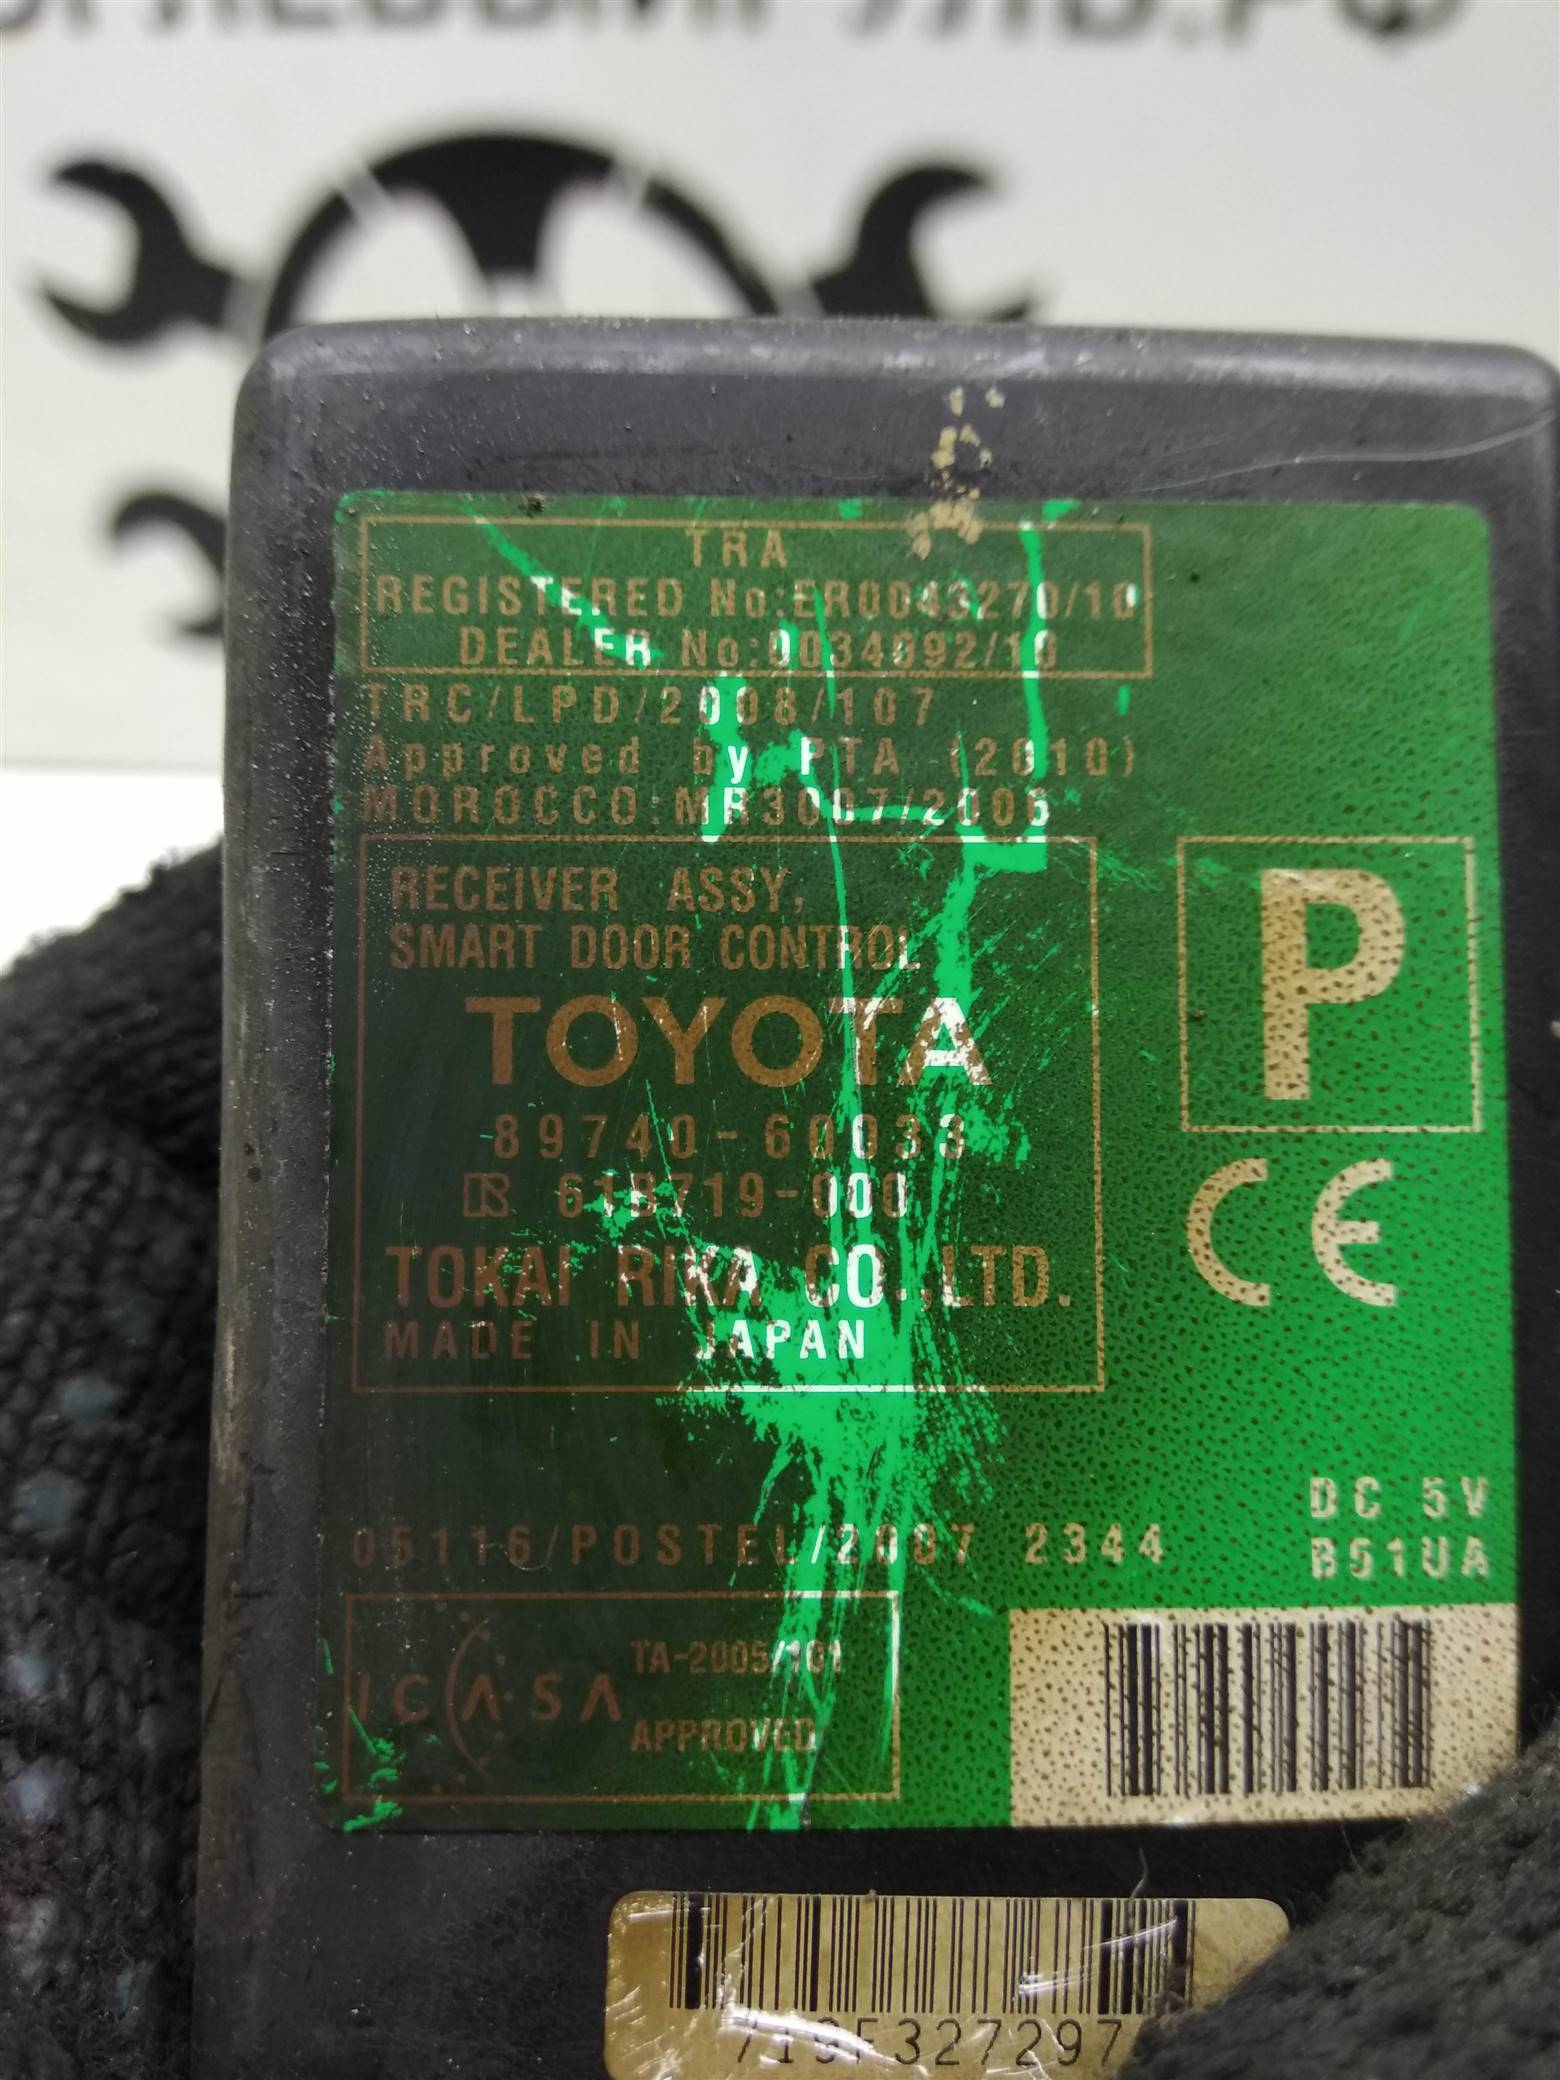 TRA
REGISTERED No:ER0043270/10
DEALER No:0034092/10
TRC/LPD/2008/107
Approved by PTA (2010)
MOROCCO:MR3007/2006
RECEIVER ASSY,
SMART DOOR CONTROL
TOYOTA
89740-60033
618719-000
TOKAI RIKA CO.,LTD.
MADE IN JAPAN
P
CE
DC 5V
B51UA
05116/POSTEL/2007 2344
ICASA TA-2005/101
APPROVED
719F327297